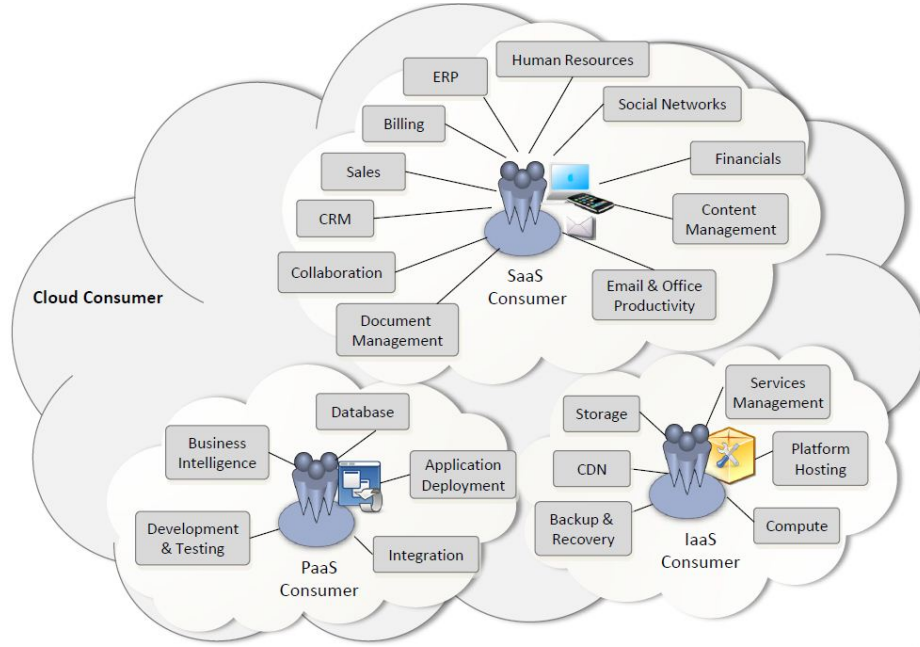 Human Resources
ERP
Social Networks
Billing
Financials
Sales
Content
Management
CRM
Collaboration
SaaS
Consumer
Email & Office
Productivity
Cloud Consumer
Document
Management
Services
Management
Database
Storage
Business
Intelligence
Application
Deployment
Platform
Hosting
CDN
Development
& Testing
Backup &
Recovery
Compute
Integration
IaaS
Consumer
PaaS
Consumer